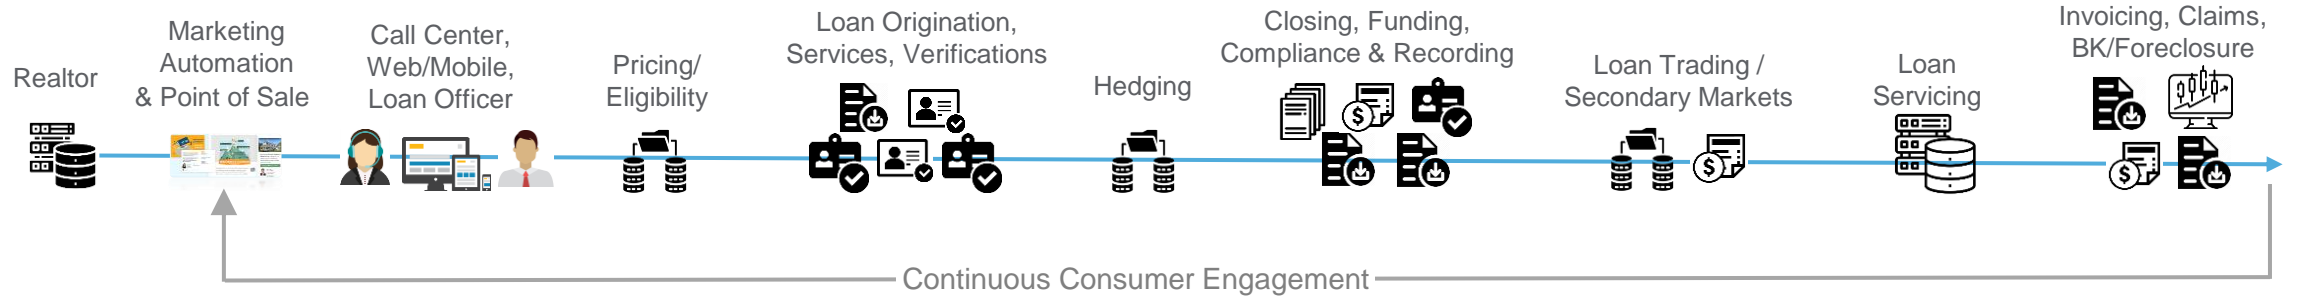 Realtor
Marketing
Automation
& Point of Sale
Call Center,
Web/Mobile,
Loan Officer
Pricing/
Eligibility
Loan Origination,
Services, Verifications
Hedging
Closing, Funding,
Compliance & Recording
Loan Trading /
Secondary Markets
Loan
Servicing
Invoicing, Claims,
BK/Foreclosure
Continuous Consumer Engagement